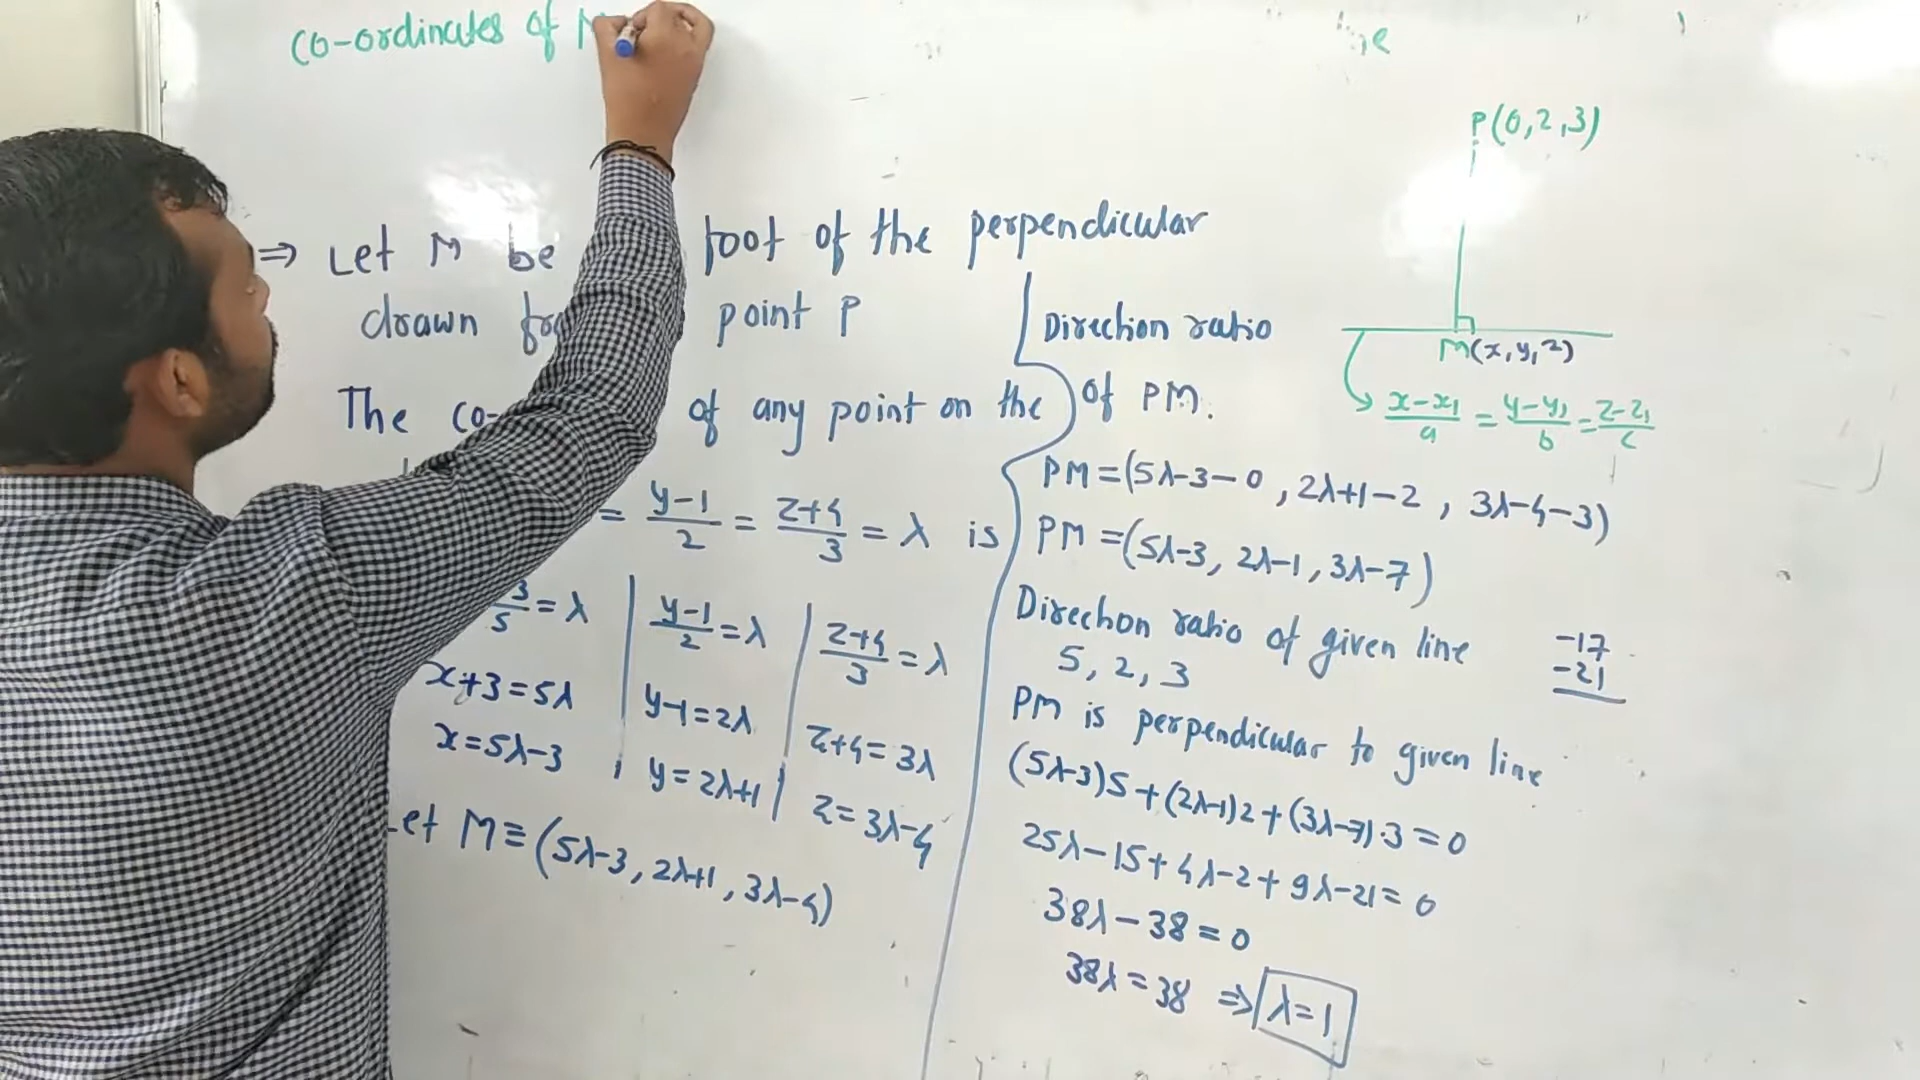 Co-ordinates of M
P(0,2,3)
⇒ Let M be foot of the perpendicular
drawn point P
M(x,y,z)
The of any point on the
= y-1/2 = z+4/3 = λ is
3/5 = λ | y-1/2 = λ | z+4/3 = λ
x+3=5λ | y-1=2λ | z+4=3λ
x=5λ-3 , y=2λ+1 | z=3λ-4
Let M≡(5λ-3, 2λ+1, 3λ-4)
Direction ratio
of PM.
x-x₁/a = y-y₁/b = z-z₁/c
PM=(5λ-3-0, 2λ+1-2, 3λ-4-3)
PM=(5λ-3, 2λ-1, 3λ-7)
Direction ratio of given line
5, 2, 3
-17
-21
PM is perpendicular to given line
(5λ-3)5+(2λ-1)2+(3λ-7)·3=0
25λ-15+4λ-2+9λ-21=0
38λ-38=0
38λ=38 ⇒ λ=1